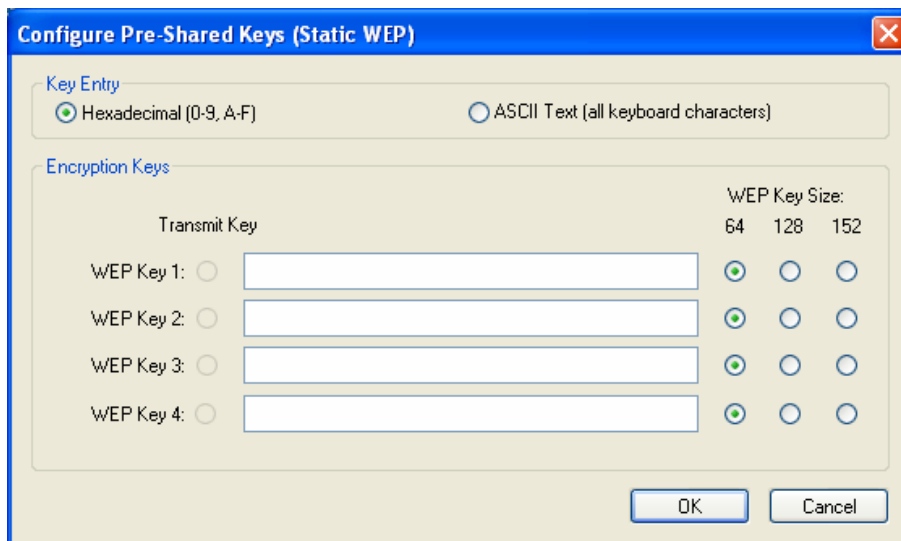 Configure Pre-Shared Keys (Static WEP)
Key Entry
Hexadecimal (0-9, A-F)
ASCII Text (all keyboard characters)
Encryption Keys
WEP Key Size:
Transmit Key
64 128 152
WEP Key 1:
WEP Key 2:
WEP Key 3:
WEP Key 4:
OK
Cancel